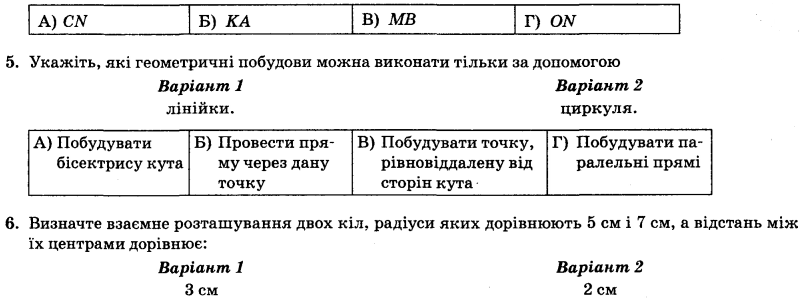 А) CN Б) KA В) MB Г) ON
5. Укажіть, які геометричні побудови можна виконати тільки за допомогою
Варіант 1 Варіант 2
лінійки. циркуля.
А) Побудувати Б) Провести пря- В) Побудувати точку, Г) Побудувати па-
бісектрису кута му через дану рівновіддалену від ралельні прямі
точку сторін кута
6. Визначте взаємне розташування двох кіл, радіуси яких дорівнюють 5 см і 7 см, а відстань між
їх центрами дорівнює:
Варіант 1 Варіант 2
3 см 2 см